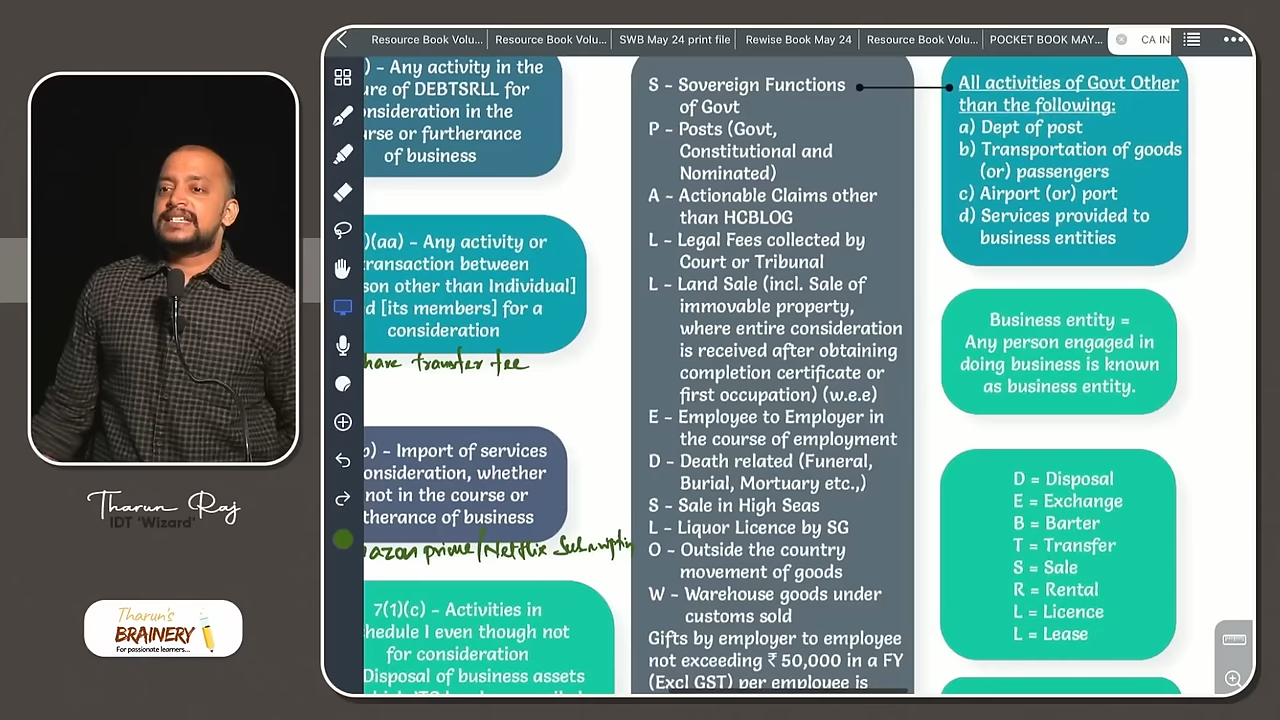 Resource Book Volu...
Resource Book Volu...
SWB May 24 print file
Rewise Book May 24
Resource Book Volu...
POCKET BOOK MAY...
CA IN
) - Any activity in the
ure of DEBTSRLL for
nsideration in the
urse or furtherance
of business
)(aa) - Any activity or
ransaction between
son other than Individual]
d [its members] for a
consideration
hare transfer fee
) - Import of services
onsideration, whether
not in the course or
therance of business
azon prime/Netflix Subscription
7(1)(c) - Activities in
hedule I even though not
for consideration
Disposal of business assets
S - Sovereign Functions
of Govt
P - Posts (Govt,
Constitutional and
Nominated)
A - Actionable Claims other
than HCBLOG
L - Legal Fees collected by
Court or Tribunal
L - Land Sale (incl. Sale of
immovable property,
where entire consideration
is received after obtaining
completion certificate or
first occupation) (w.e.e)
E - Employee to Employer in
the course of employment
D - Death related (Funeral,
Burial, Mortuary etc.,)
S - Sale in High Seas
L - Liquor Licence by SG
O - Outside the country
movement of goods
W - Warehouse goods under
customs sold
Gifts by employer to employee
not exceeding ₹ 50,000 in a FY
(Excl GST) per employee is
All activities of Govt Other
than the following:
a) Dept of post
b) Transportation of goods
(or) passengers
c) Airport (or) port
d) Services provided to
business entities
Business entity =
Any person engaged in
doing business is known
as business entity.
D = Disposal
E = Exchange
B = Barter
T = Transfer
S = Sale
R = Rental
L = Licence
L = Lease
Tharun Raj
IDT 'Wizard'
Tharun's
BRAINERY
For passionate learners...